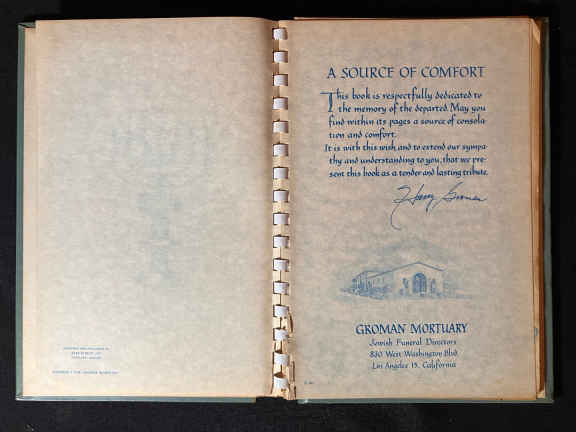 A SOURCE OF COMFORT
This book is respectfully dedicated to
the memory of the departed. May you
find within its pages a source of consola
tion and comfort.
It is with this wish and to extend our sympa-
thy and understanding to you, that we pre-
sent this book as a tender and lasting tribute.
Harry Groman
GROMAN MORTUARY
Jewish Funeral Directors
830 West Washington Blvd.
Los Angeles 15, California